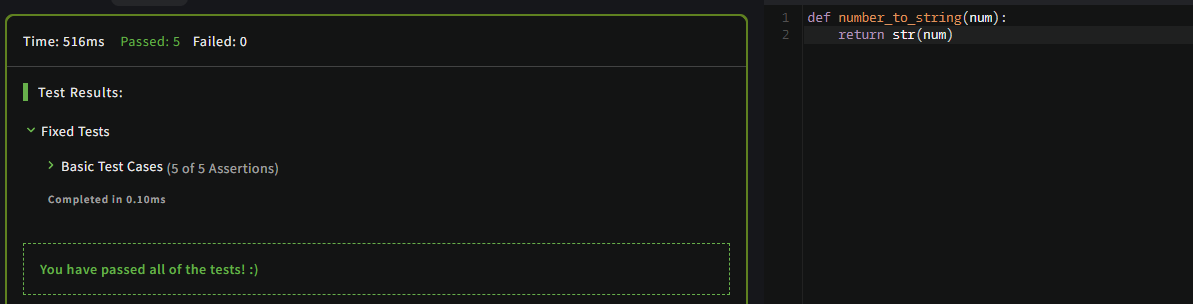 Time: 516ms Passed: 5 Failed: 0
Test Results:
Fixed Tests
Basic Test Cases (5 of 5 Assertions)
Completed in 0.10ms
You have passed all of the tests! :)
1 def number_to_string(num):
2     return str(num)